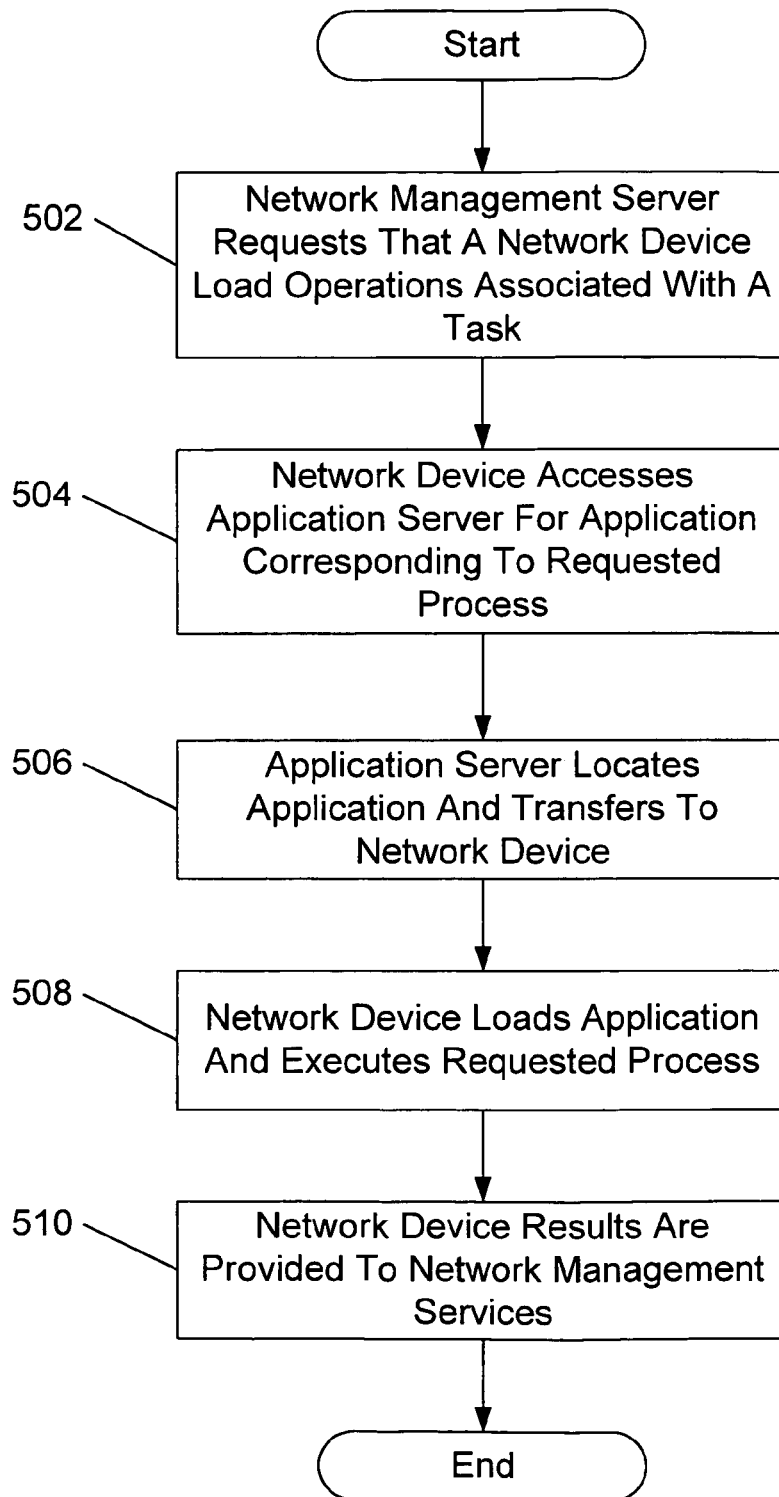 Start
502
Network Management Server
Requests That A Network Device
Load Operations Associated With A
Task
504
Network Device Accesses
Application Server For Application
Corresponding To Requested
Process
506
Application Server Locates
Application And Transfers To
Network Device
508
Network Device Loads Application
And Executes Requested Process
510
Network Device Results Are
Provided To Network Management
Services
End